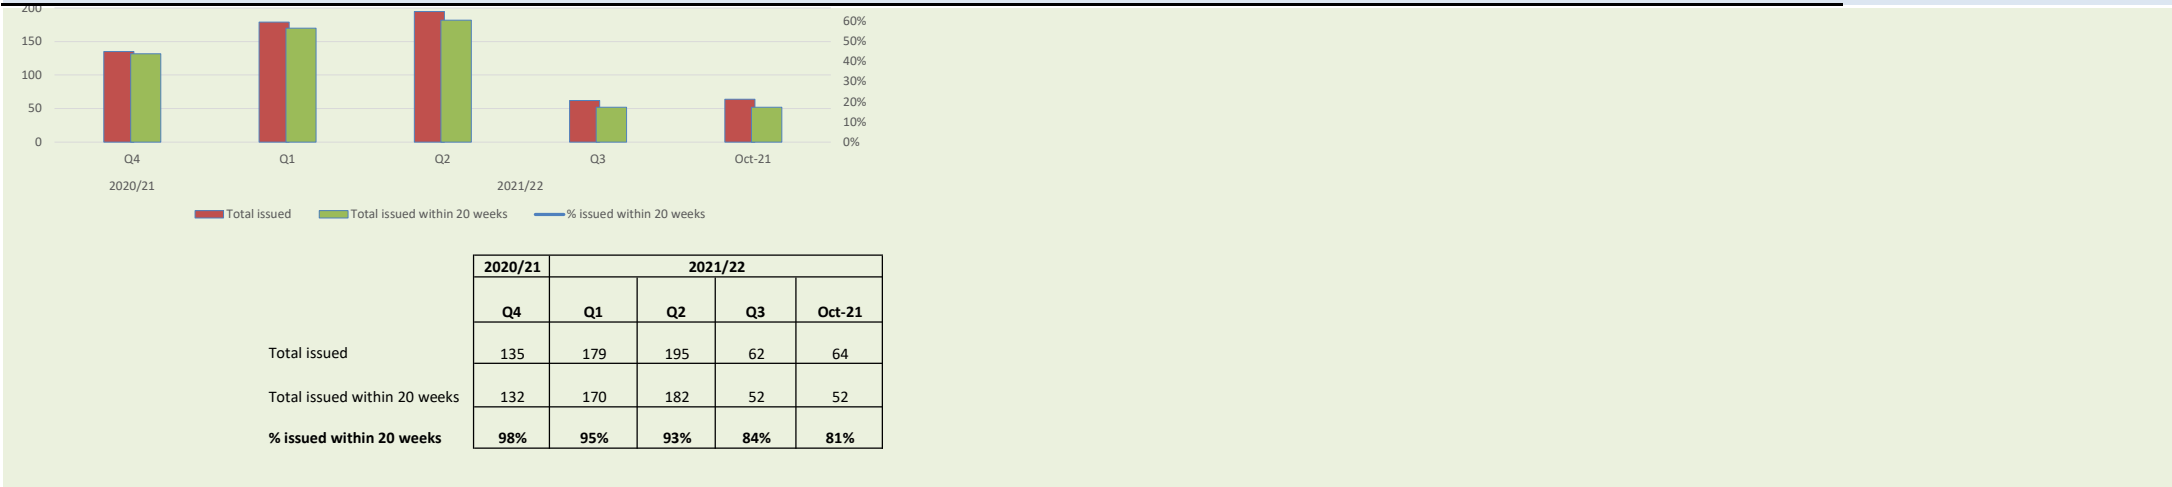 200
150
100
50
0
60%
50%
40%
30%
20%
10%
0%
Q4 Q1 Q2 Q3 Oct-21
2020/21 2021/22
Total issued Total issued within 20 weeks % issued within 20 weeks
2020/21 2021/22
Q4 Q1 Q2 Q3 Oct-21
Total issued 135 179 195 62 64
Total issued within 20 weeks 132 170 182 52 52
% issued within 20 weeks 98% 95% 93% 84% 81%